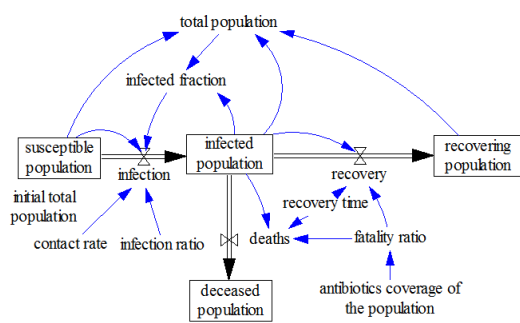 total population
infected fraction
susceptible
population
infected
population
recovering
population
infection
recovery
initial total
population
recovery time
contact rate
infection ratio
deaths
fatality ratio
deceased
population
antibiotics coverage of
the population